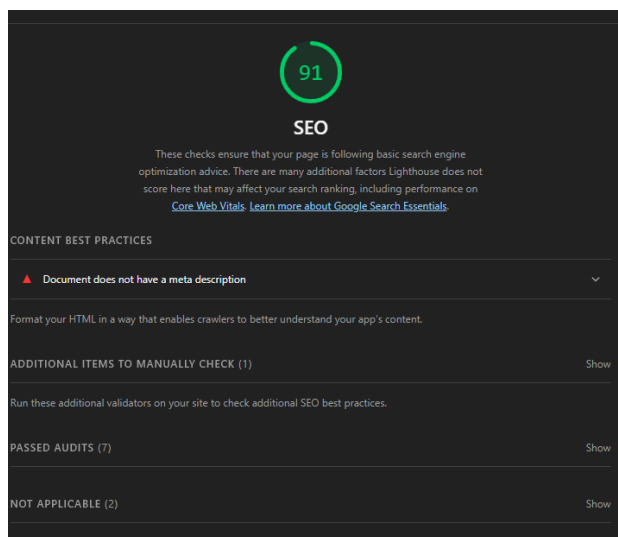 91
SEO
These checks ensure that your page is following basic search engine
optimization advice. There are many additional factors Lighthouse does not
score here that may affect your search ranking, including performance on
Core Web Vitals. Learn more about Google Search Essentials.
CONTENT BEST PRACTICES
Document does not have a meta description
Format your HTML in a way that enables crawlers to better understand your app's content.
ADDITIONAL ITEMS TO MANUALLY CHECK (1) Show
Run these additional validators on your site to check additional SEO best practices.
PASSED AUDITS (7) Show
NOT APPLICABLE (2) Show